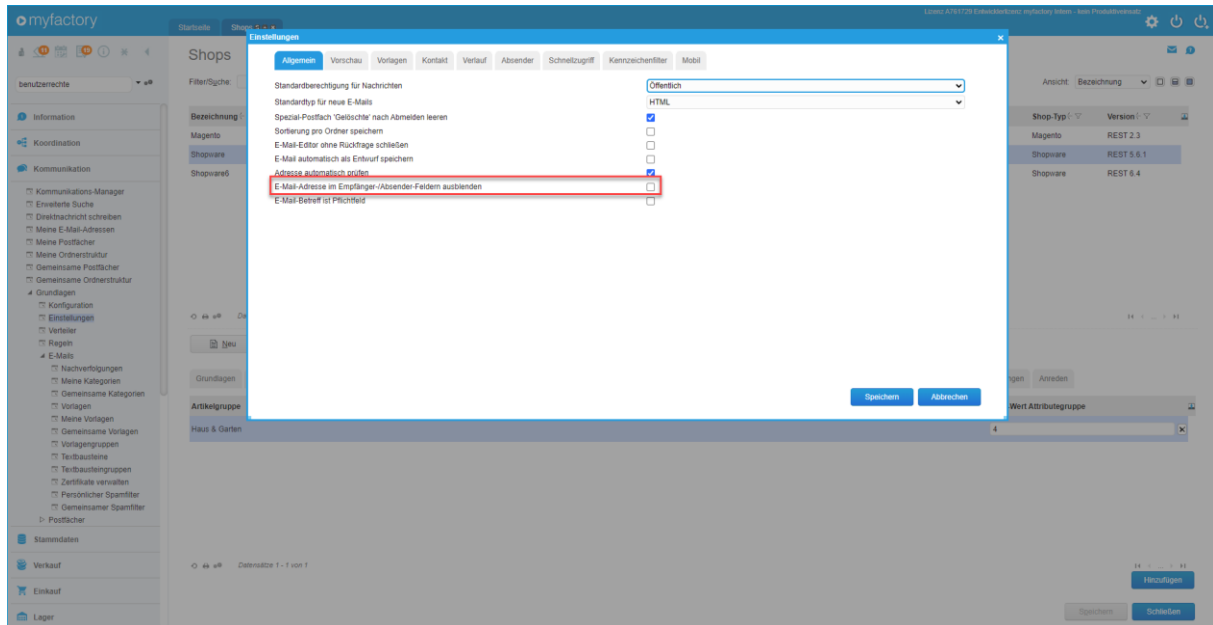 myfactory
Startseite
Shops
Lizenz A761729 Entwicklerlizenz myfactory Intern - kein Produktiveinsatz
benutzerrechte
Information
Koordination
Kommunikation
Kommunikations-Manager
Erweiterte Suche
Direktnachricht schreiben
Meine E-Mail-Adressen
Meine Postfächer
Meine Ordnerstruktur
Gemeinsame Postfächer
Gemeinsame Ordnerstruktur
Grundlagen
Konfiguration
Einstellungen
Verteiler
Regeln
E-Mails
Nachverfolgungen
Meine Kategorien
Gemeinsame Kategorien
Vorlagen
Meine Vorlagen
Gemeinsame Vorlagen
Vorlagengruppen
Textbausteine
Textbausteingruppen
Zertifikate verwalten
Persönlicher Spamfilter
Gemeinsamer Spamfilter
Postfächer
Stammdaten
Verkauf
Einkauf
Lager
Shops
Filter/Suche:
Ansicht: Bezeichnung
Bezeichnung Shop-Typ Version
Magento Magento REST 2.3
Shopware Shopware REST 5.6.1
Shopware6 Shopware REST 6.4
Einstellungen
Allgemein Vorschau Vorlagen Kontakt Verlauf Absender Schnellzugriff Kennzeichenfilter Mobil
Standardberechtigung für Nachrichten Öffentlich
Standardtyp für neue E-Mails HTML
Spezial-Postfach 'Gelöschte' nach Abmelden leeren
Sortierung pro Ordner speichern
E-Mail-Editor ohne Rückfrage schließen
E-Mail automatisch als Entwurf speichern
Adresse automatisch prüfen
E-Mail-Adresse im Empfänger-/Absender-Feldern ausblenden
E-Mail-Betreff ist Pflichtfeld
Speichern Abbrechen
Neu
Grundlagen Anreden
Artikelgruppe -Wert Attributegruppe
Haus & Garten 4
Datensätze 1 - 1 von 1
Hinzufügen
Speichern Schließen